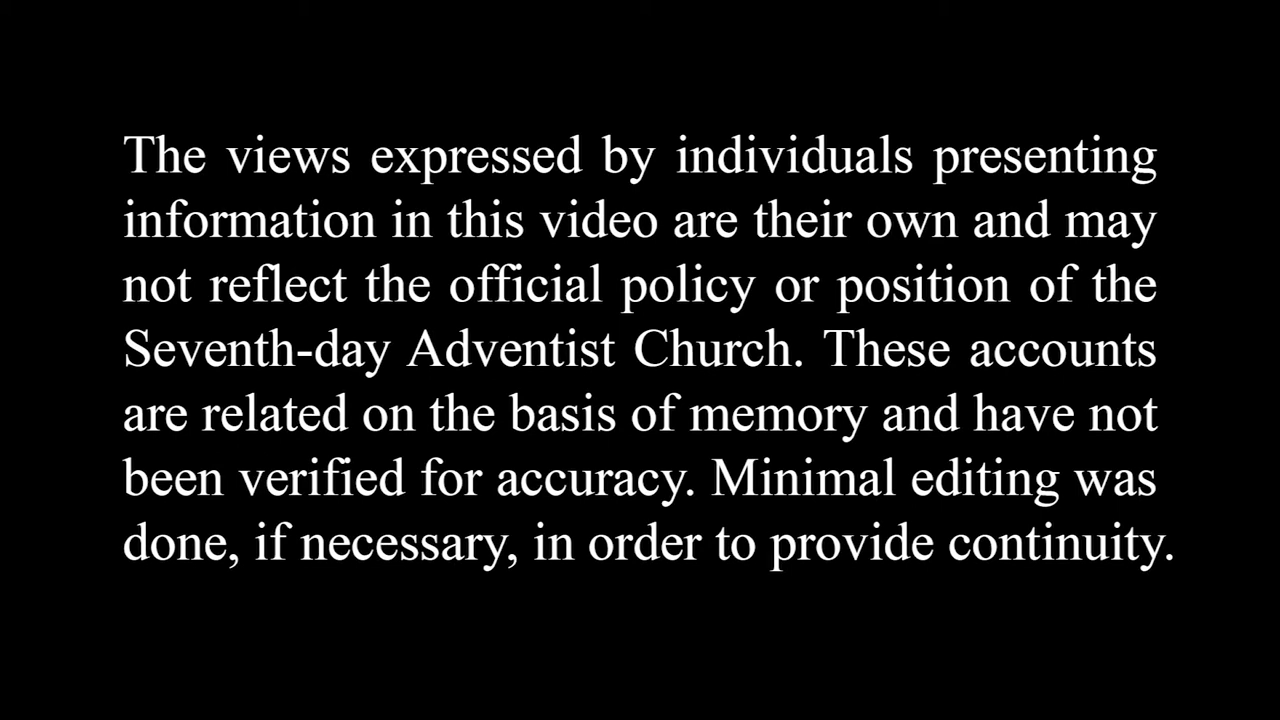 The views expressed by individuals presenting
information in this video are their own and may
not reflect the official policy or position of the
Seventh-day Adventist Church. These accounts
are related on the basis of memory and have not
been verified for accuracy. Minimal editing was
done, if necessary, in order to provide continuity.